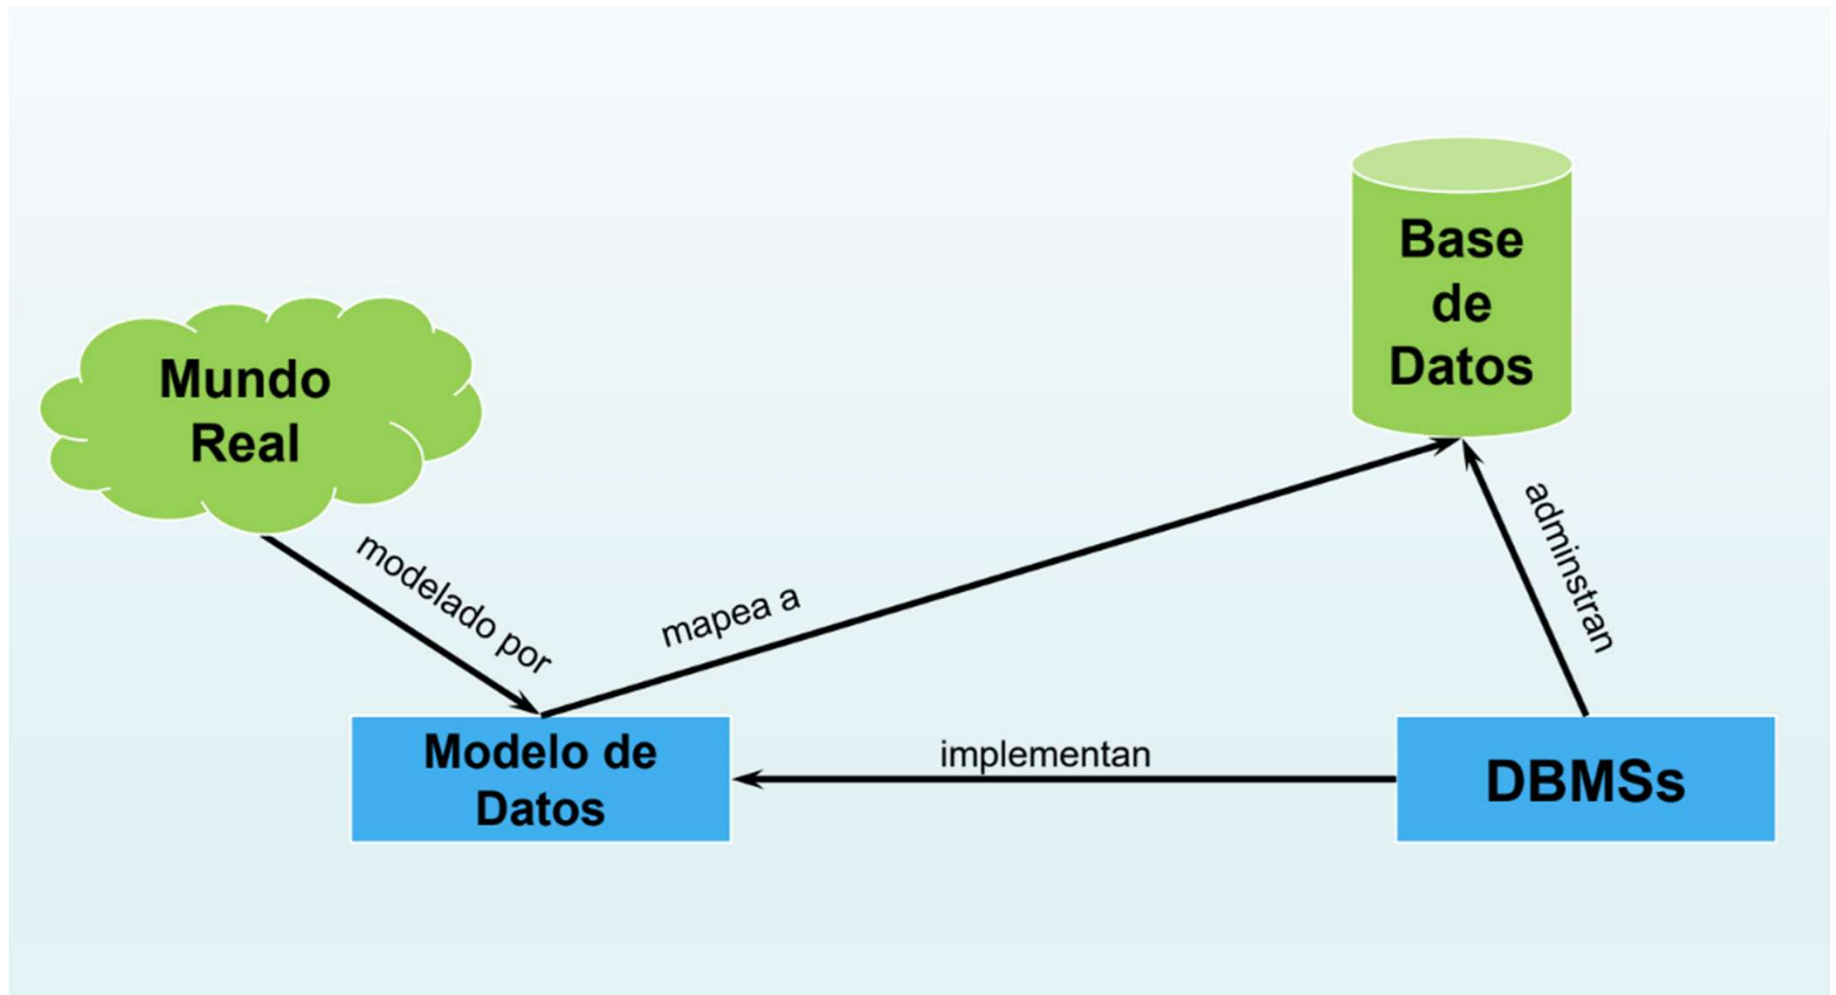 Mundo
Real
Base
de
Datos
modelado por
mapea a
adminstran
implementan
Modelo de
Datos
DBMSs